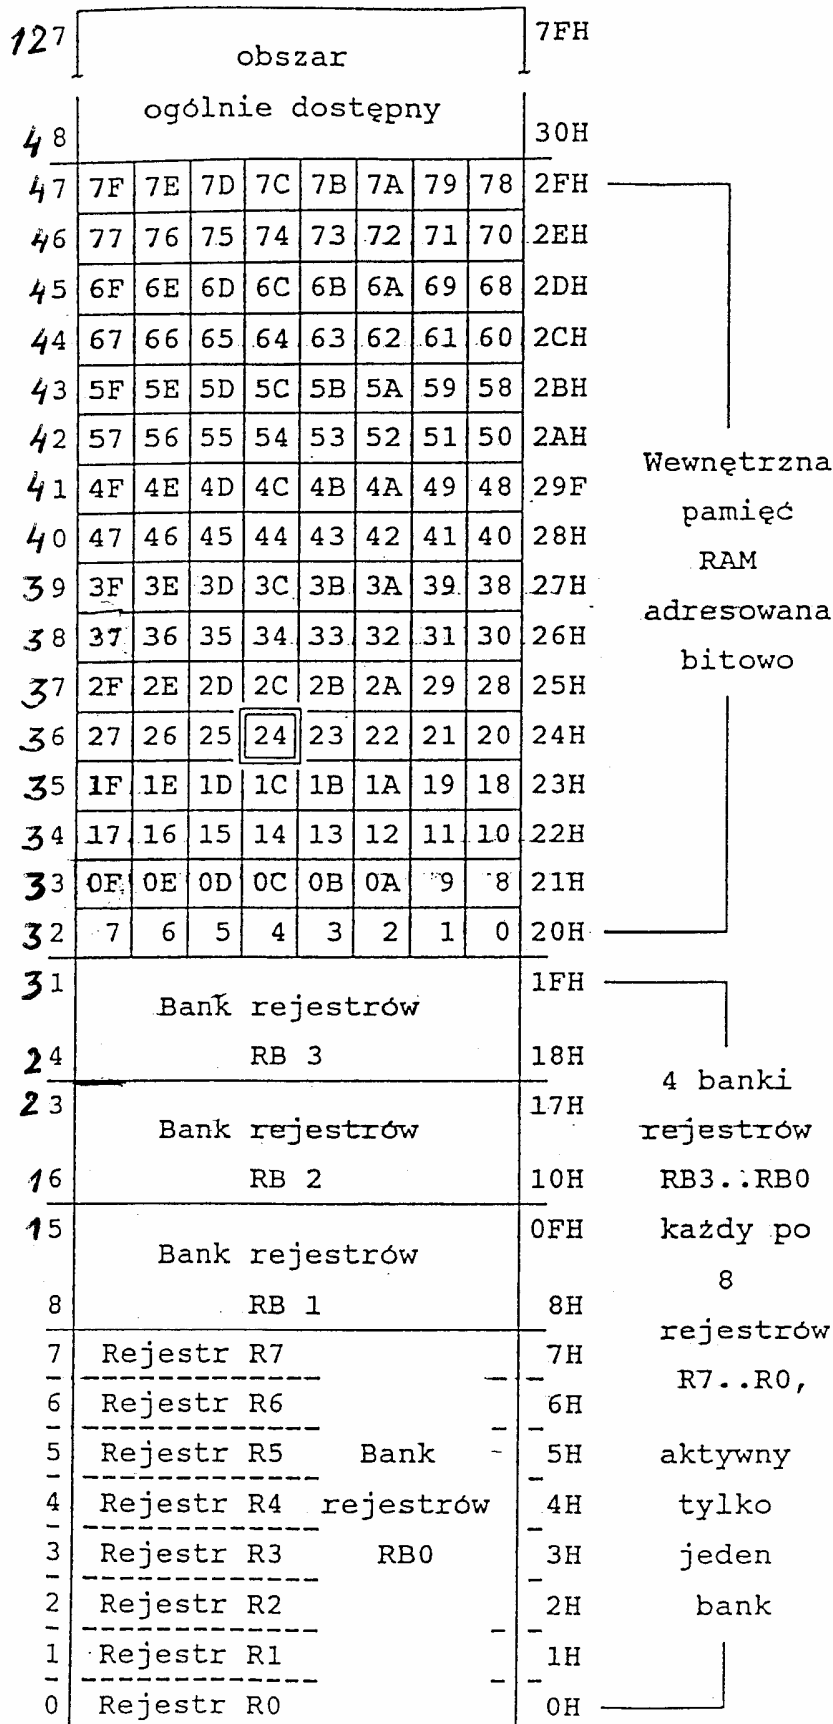 127 7FH
obszar
ogólnie dostępny
48 30H
47 7F 7E 7D 7C 7B 7A 79 78 2FH
46 77 76 75 74 73 72 71 70 2EH
45 6F 6E 6D 6C 6B 6A 69 68 2DH
44 67 66 65 64 63 62 61 60 2CH
43 5F 5E 5D 5C 5B 5A 59 58 2BH
42 57 56 55 54 53 52 51 50 2AH
41 4F 4E 4D 4C 4B 4A 49 48 29F
40 47 46 45 44 43 42 41 40 28H
39 3F 3E 3D 3C 3B 3A 39 38 27H
38 37 36 35 34 33 32 31 30 26H
37 2F 2E 2D 2C 2B 2A 29 28 25H
36 27 26 25 24 23 22 21 20 24H
35 1F 1E 1D 1C 1B 1A 19 18 23H
34 17 16 15 14 13 12 11 10 22H
33 0F 0E 0D 0C 0B 0A 9 8 21H
32 7 6 5 4 3 2 1 0 20H
Wewnętrzna
pamięć
RAM
adresowana
bitowo
31 1FH
Bank rejestrów
24 RB 3 18H
23 17H
Bank rejestrów
16 RB 2 10H
15 0FH
Bank rejestrów
8 RB 1 8H
7 Rejestr R7 7H
6 Rejestr R6 6H
5 Rejestr R5 Bank 5H
4 Rejestr R4 rejestrów 4H
3 Rejestr R3 RB0 3H
2 Rejestr R2 2H
1 Rejestr R1 1H
0 Rejestr R0 0H
4 banki
rejestrów
RB3..RB0
każdy po
8
rejestrów
R7..R0,
aktywny
tylko
jeden
bank